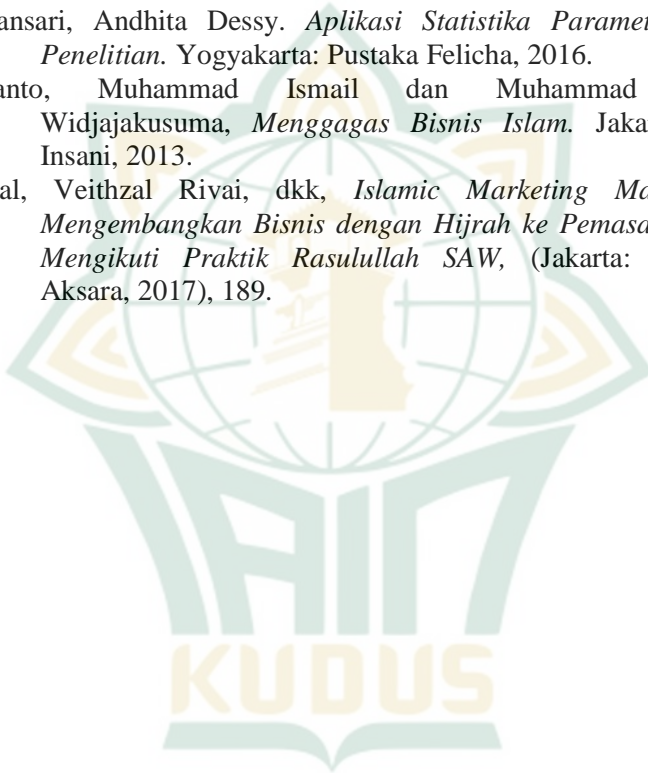 ansari, Andhita Dessy. Aplikasi Statistika Paramet
Penelitian. Yogyakarta: Pustaka Felicha, 2016.
anto, Muhammad Ismail dan Muhammad
Widjajakusuma, Menggagas Bisnis Islam. Jaka
Insani, 2013.
al, Veithzal Rivai, dkk, Islamic Marketing Ma
Mengembangkan Bisnis dengan Hijrah ke Pemasa
Mengikuti Praktik Rasulullah SAW, (Jakarta:
Aksara, 2017), 189.
IAIN
KUDUS